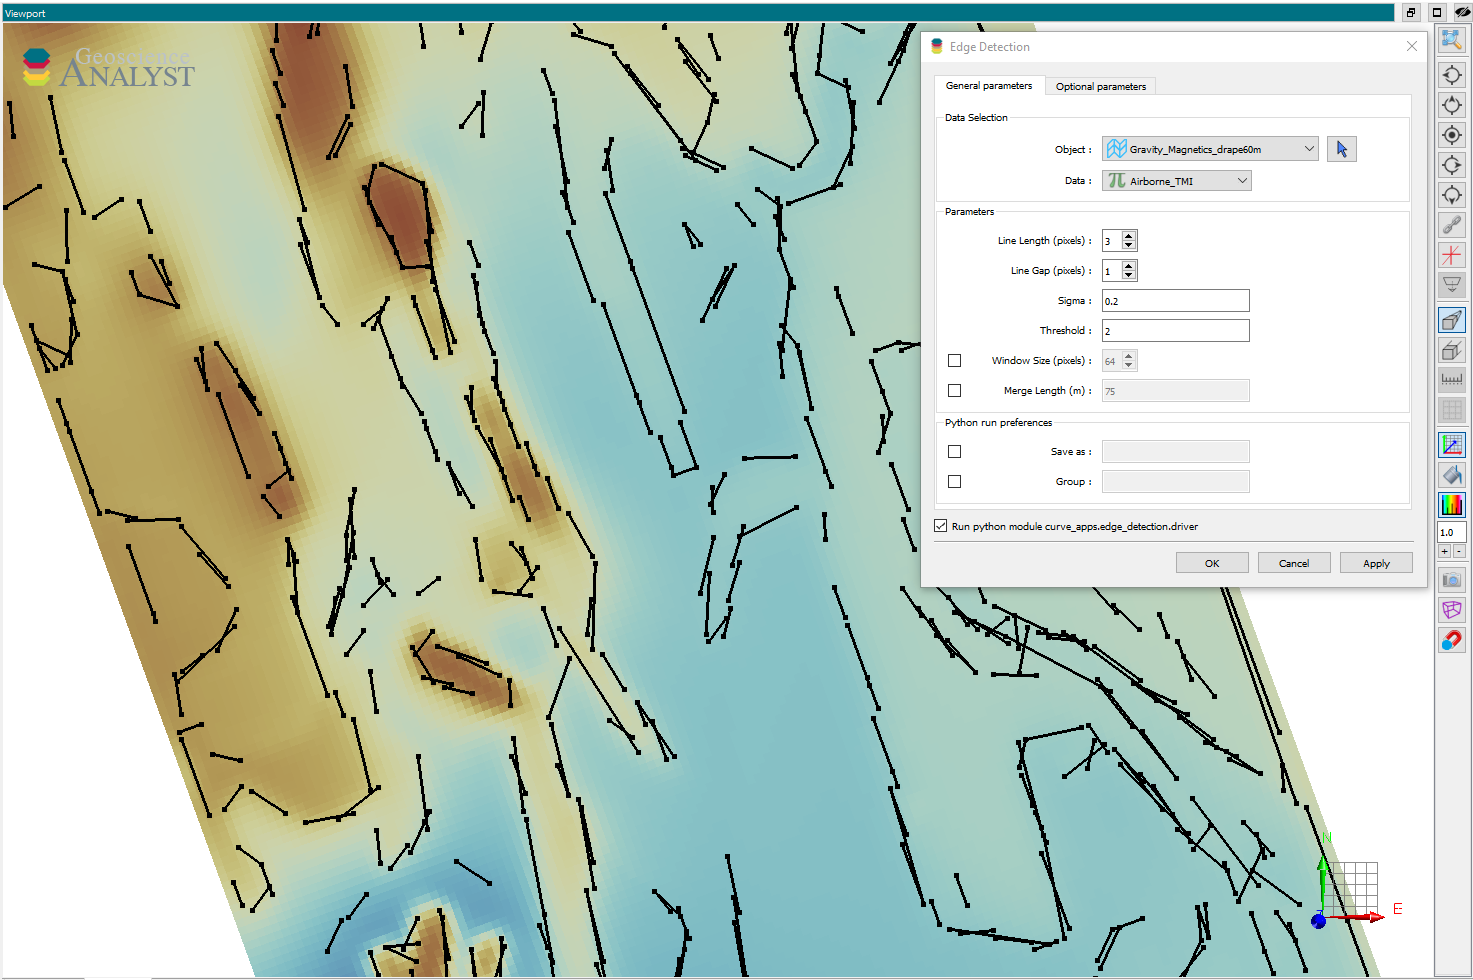 Viewport
Geoscience
ANALYST
Edge Detection
General parameters
Optional parameters
Data Selection
Object :
Gravity_Magnetics_drape60m
Data :
Airborne_TMI
Parameters
Line Length (pixels) :
3
Line Gap (pixels) :
1
Sigma :
0.2
Threshold :
2
Window Size (pixels) :
64
Merge Length (m) :
75
Python run preferences
Save as :
Group :
Run python module curve_apps.edge_detection.driver
OK
Cancel
Apply
1.0
+
-
N
Z
E